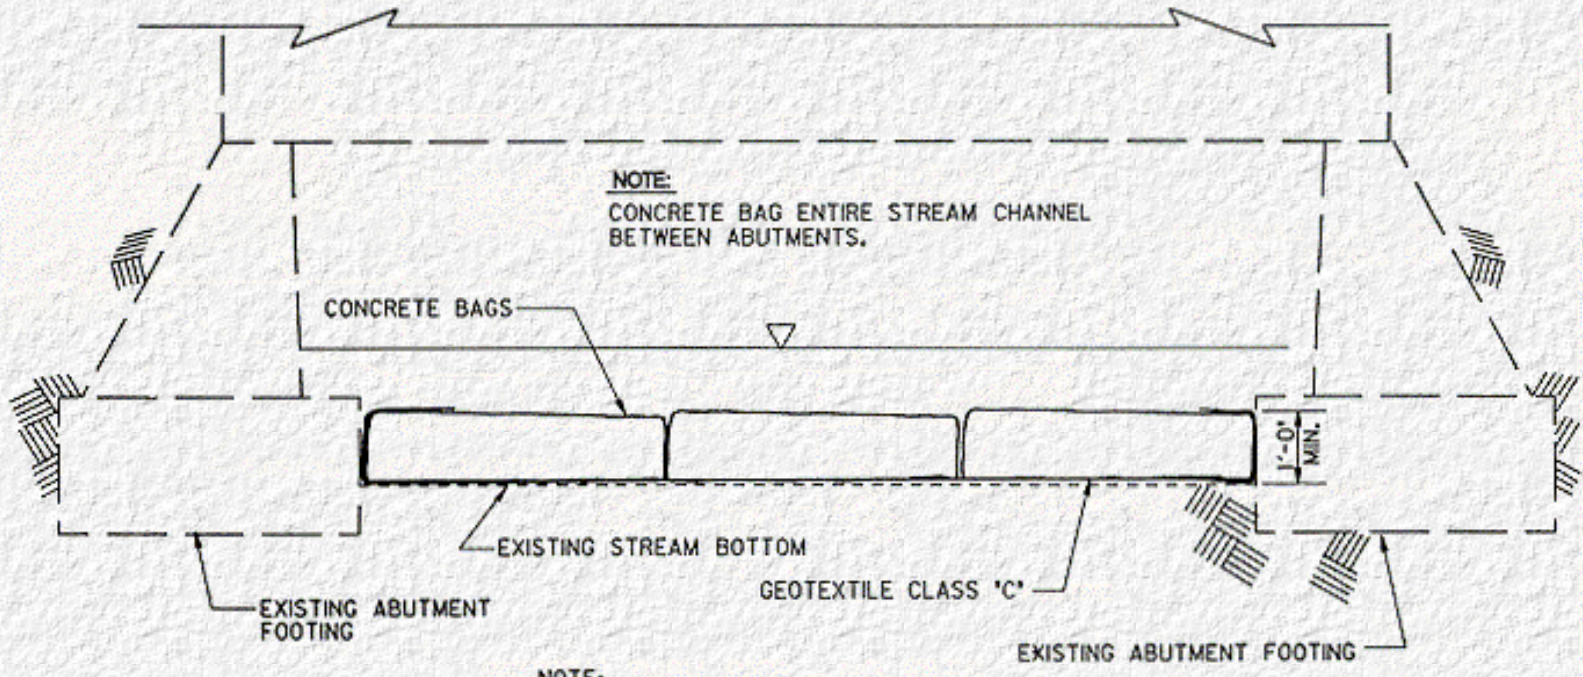 NOTE:
CONCRETE BAG ENTIRE STREAM CHANNEL
BETWEEN ABUTMENTS.
CONCRETE BAGS
1'-0"
MIN.
EXISTING STREAM BOTTOM
GEOTEXTILE CLASS "C"
EXISTING ABUTMENT
FOOTING
EXISTING ABUTMENT FOOTING
NOTE: